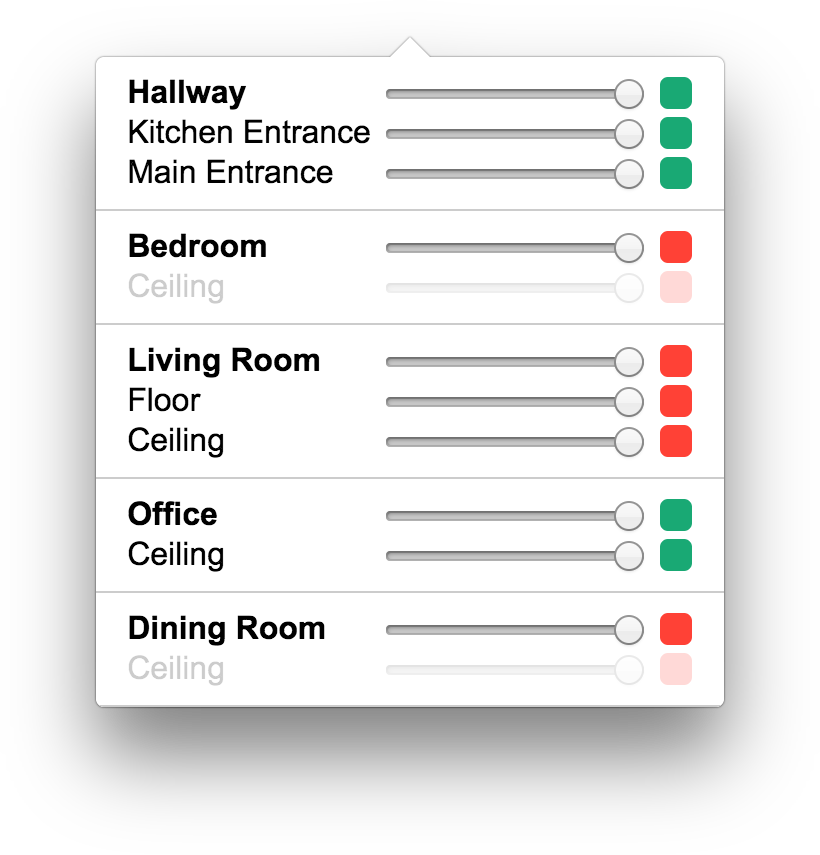 Hallway
Kitchen Entrance
Main Entrance
Bedroom
Ceiling
Living Room
Floor
Ceiling
Office
Ceiling
Dining Room
Ceiling